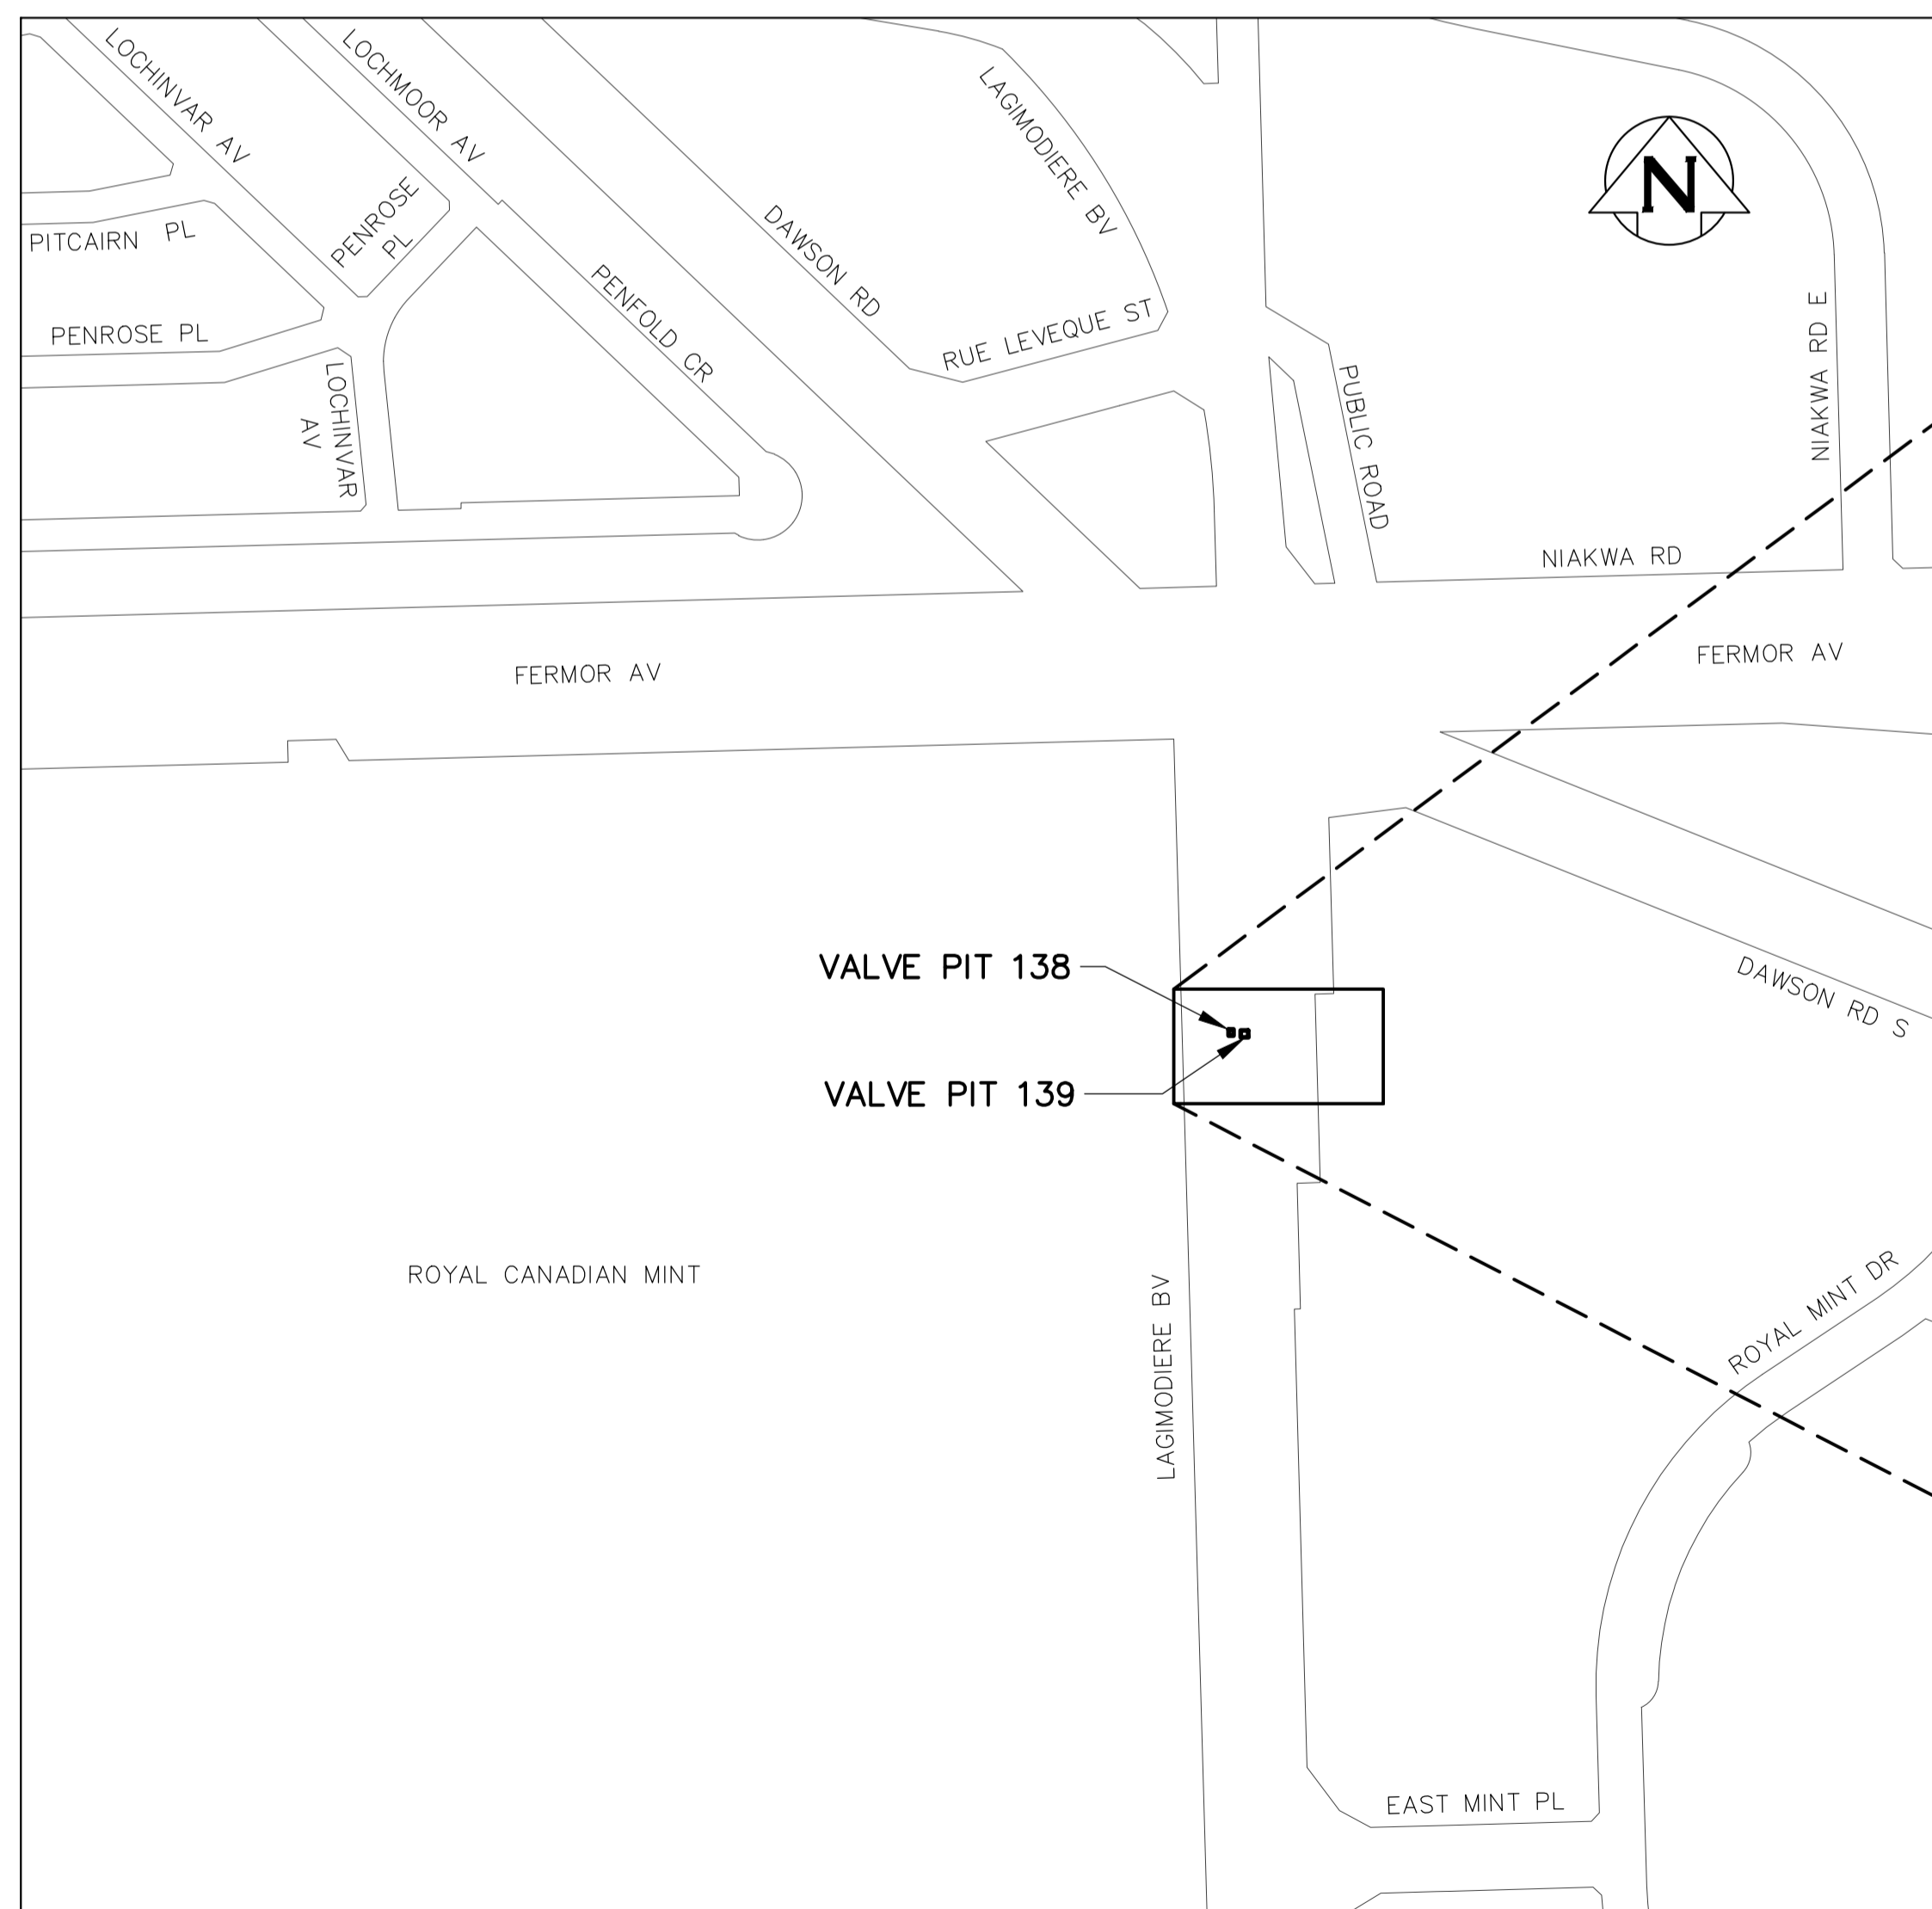 LOCHINVAR AV
LOCHMOOR AV
LAGIMODIERE BV
N
PENROSE
PL
PITCAIRN PL
DAWSON RD
PENFOLD CR
RUE LEVEQUE ST
NIAKWA RD E
PENROSE PL
LOCHINVAR
AV
PUBLIC ROAD
NIAKWA RD
FERMOR AV
FERMOR AV
VALVE PIT 138
DAWSON RD S
VALVE PIT 139
ROYAL CANADIAN MINT
LAGIMODIERE BV
ROYAL MINT DR
EAST MINT PL